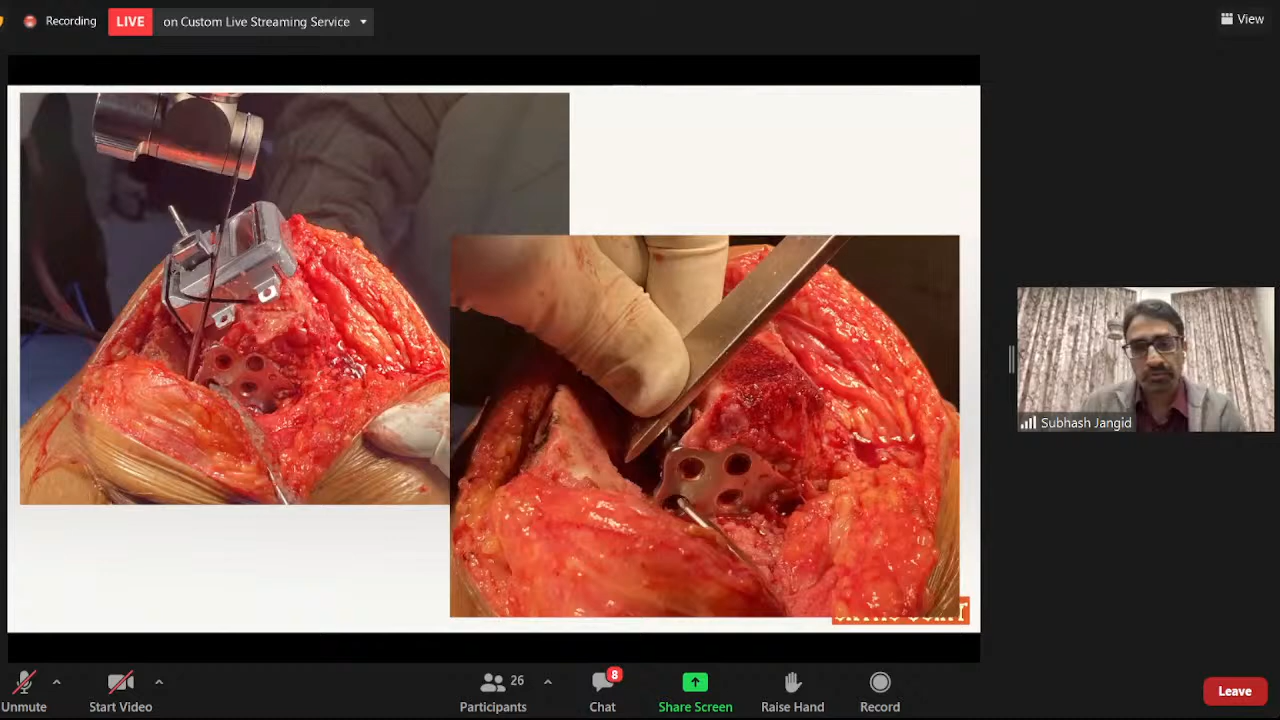 Recording
LIVE
on Custom Live Streaming Service
View
Subhash Jangid
Unmute
Start Video
26
Participants
8
Chat
Share Screen
Raise Hand
Record
Leave